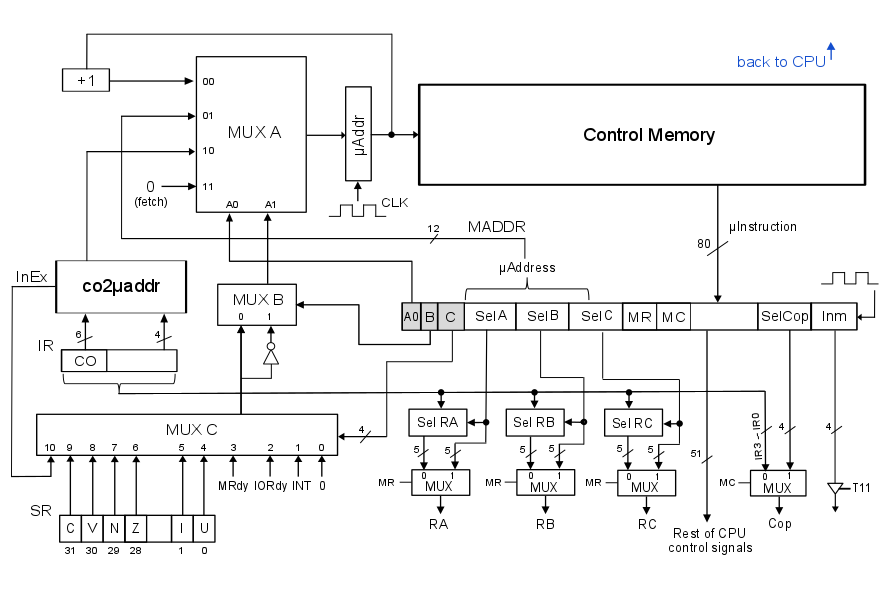 back to CPU
+1
00
01
10
11
MUX A
A0
A1
0
(fetch)
µAddr
CLK
Control Memory
12
MADDR
80
µInstruction
µAddress
InEx
co2µaddr
MUX B
0
1
A0
B
C
SelA
SelB
SelC
MR
MC
SelCop
Inm
6
4
IR
CO
MUX C
10
9
8
7
6
5
4
3
2
1
0
4
MRdy
IORdy
INT
0
Sel RA
Sel RB
Sel RC
5
5
5
5
5
5
51
IR3 - IR0
4
4
MR
0
1
MUX
MR
0
1
MUX
MR
0
1
MUX
MC
0
1
MUX
T11
RA
RB
RC
Cop
Rest of CPU
control signals
SR
C
V
N
Z
I
U
31
30
29
28
1
0